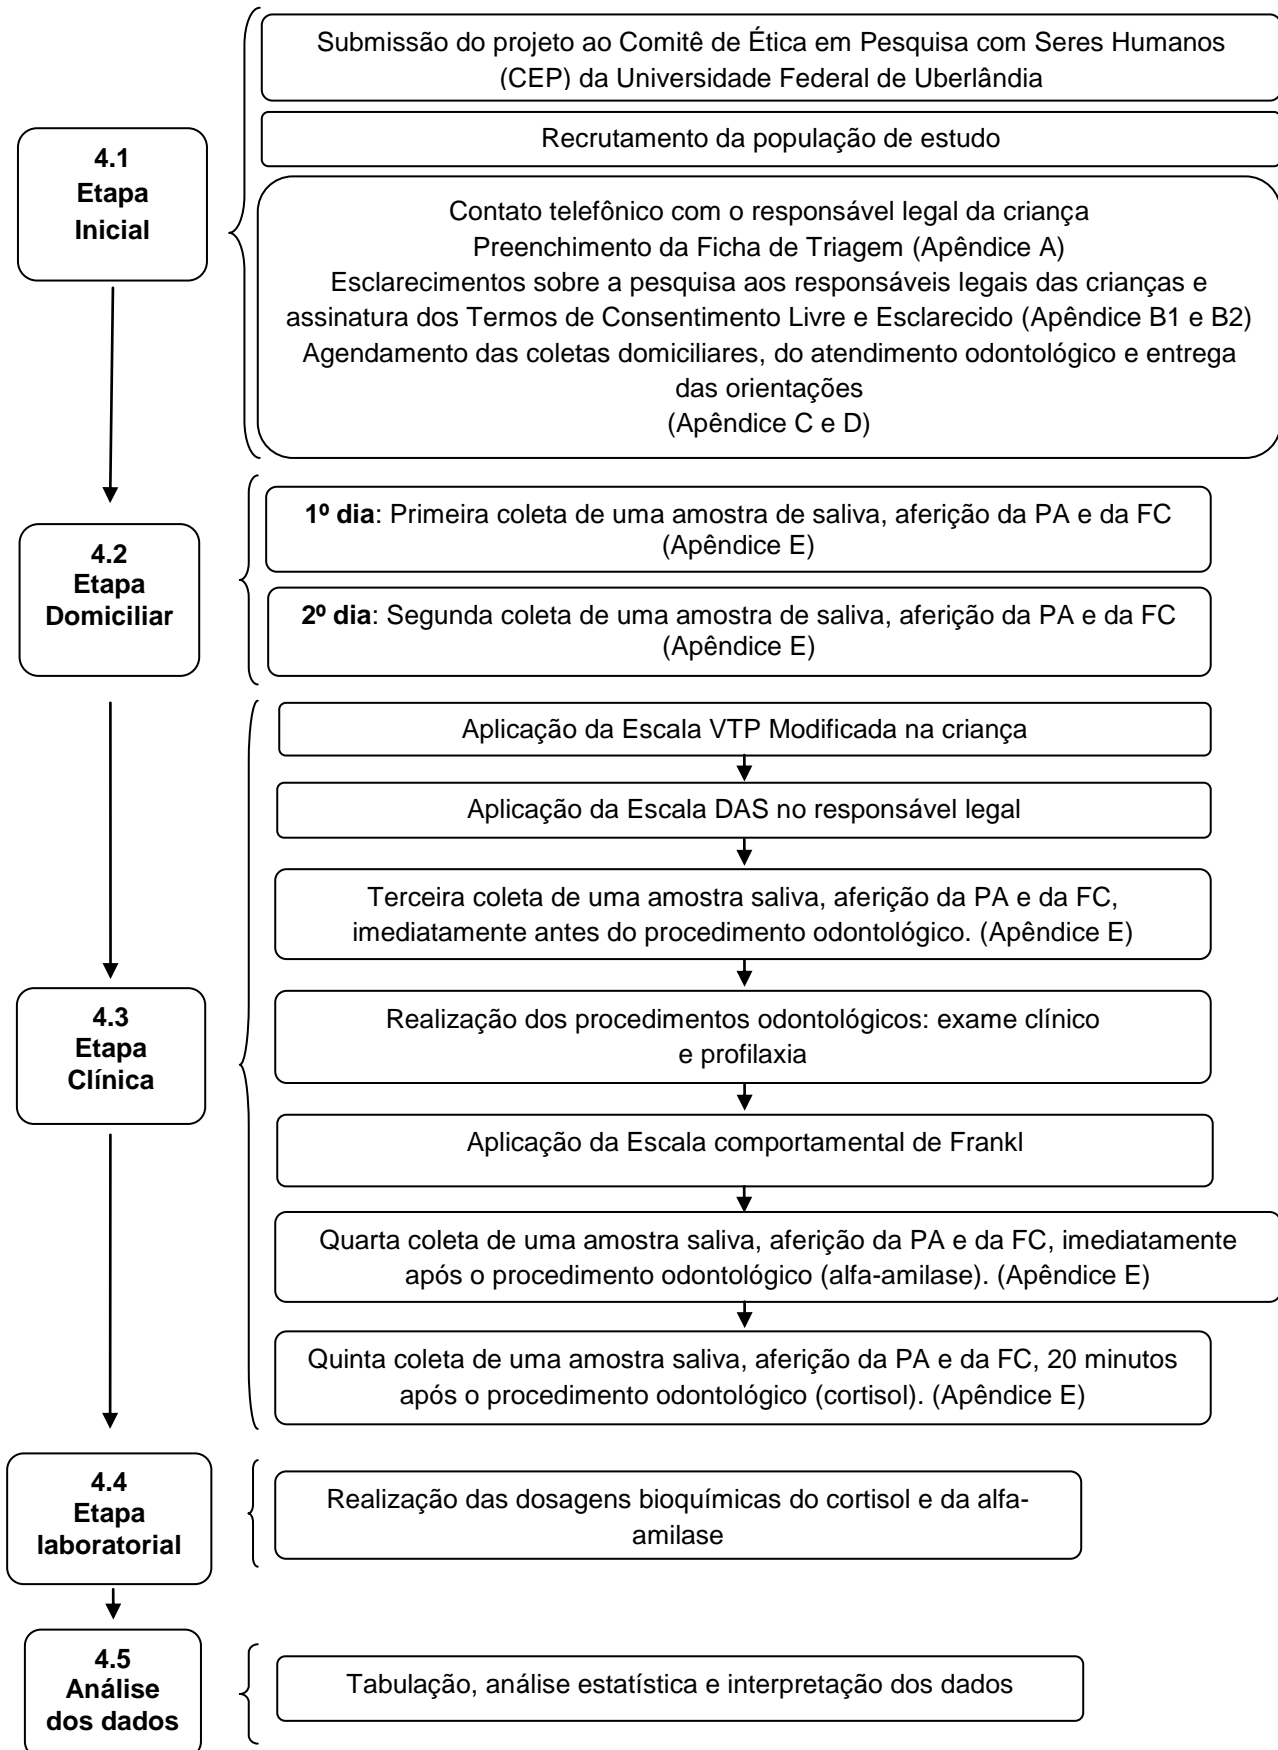 Submissão do projeto ao Comitê de Ética em Pesquisa com Seres Humanos
(CEP) da Universidade Federal de Uberlândia
Recrutamento da população de estudo
4.1
Etapa
Inicial
Contato telefônico com o responsável legal da criança
Preenchimento da Ficha de Triagem (Apêndice A)
Esclarecimentos sobre a pesquisa aos responsáveis legais das crianças e
assinatura dos Termos de Consentimento Livre e Esclarecido (Apêndice B1 e B2)
Agendamento das coletas domiciliares, do atendimento odontológico e entrega
das orientações
(Apêndice C e D)
4.2
Etapa
Domiciliar
1º dia: Primeira coleta de uma amostra de saliva, aferição da PA e da FC
(Apêndice E)
2º dia: Segunda coleta de uma amostra de saliva, aferição da PA e da FC
(Apêndice E)
4.3
Etapa
Clínica
Aplicação da Escala VTP Modificada na criança
Aplicação da Escala DAS no responsável legal
Terceira coleta de uma amostra saliva, aferição da PA e da FC,
imediatamente antes do procedimento odontológico. (Apêndice E)
Realização dos procedimentos odontológicos: exame clínico
e profilaxia
Aplicação da Escala comportamental de Frankl
Quarta coleta de uma amostra saliva, aferição da PA e da FC, imediatamente
após o procedimento odontológico (alfa-amilase). (Apêndice E)
Quinta coleta de uma amostra saliva, aferição da PA e da FC, 20 minutos
após o procedimento odontológico (cortisol). (Apêndice E)
4.4
Etapa
laboratorial
Realização das dosagens bioquímicas do cortisol e da alfa-
amilase
4.5
Análise
dos dados
Tabulação, análise estatística e interpretação dos dados